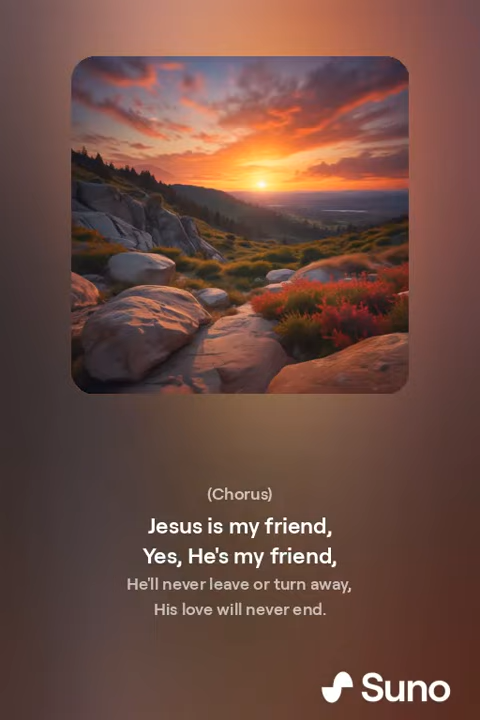 (Chorus)
Jesus is my friend,
Yes, He's my friend,
He'll never leave or turn away,
His love will never end.
Suno